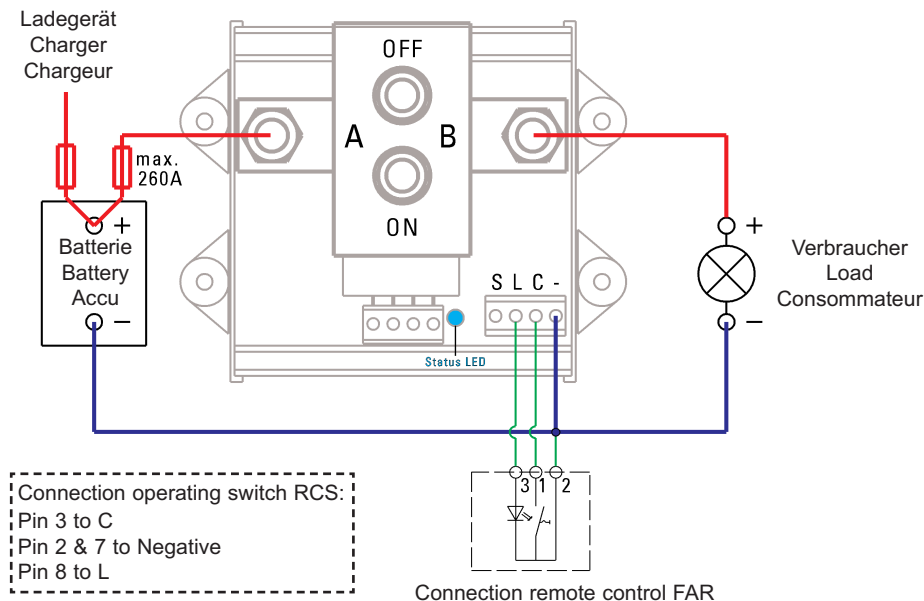 Ladegerät
Charger
Chargeur
OFF
A B
ON
max.
260A
+
Batterie
Battery
Accu
−
S L C -
Status LED
+
−
Verbraucher
Load
Consommateur
3 1 2
Connection operating switch RCS:
Pin 3 to C
Pin 2 & 7 to Negative
Pin 8 to L
Connection remote control FAR